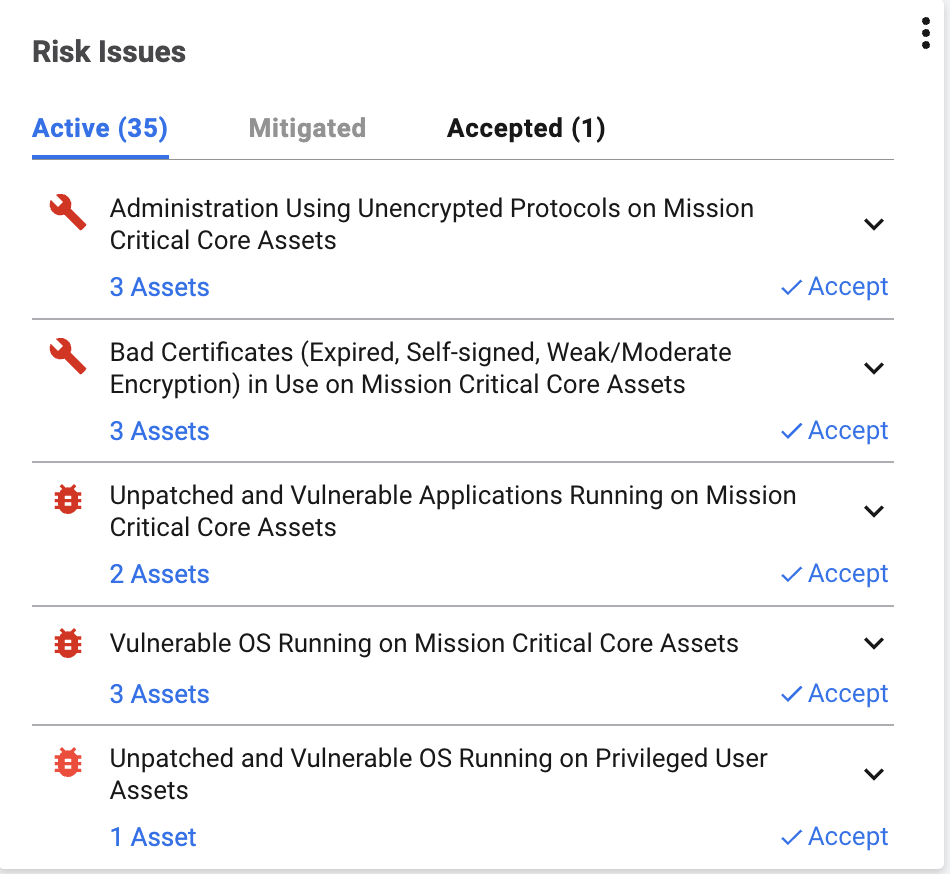 Risk Issues
Active (35)
Mitigated
Accepted (1)
Administration Using Unencrypted Protocols on Mission
Critical Core Assets
3 Assets
Accept
Bad Certificates (Expired, Self-signed, Weak/Moderate
Encryption) in Use on Mission Critical Core Assets
3 Assets
Accept
Unpatched and Vulnerable Applications Running on Mission
Critical Core Assets
2 Assets
Accept
Vulnerable OS Running on Mission Critical Core Assets
3 Assets
Accept
Unpatched and Vulnerable OS Running on Privileged User
Assets
1 Asset
Accept